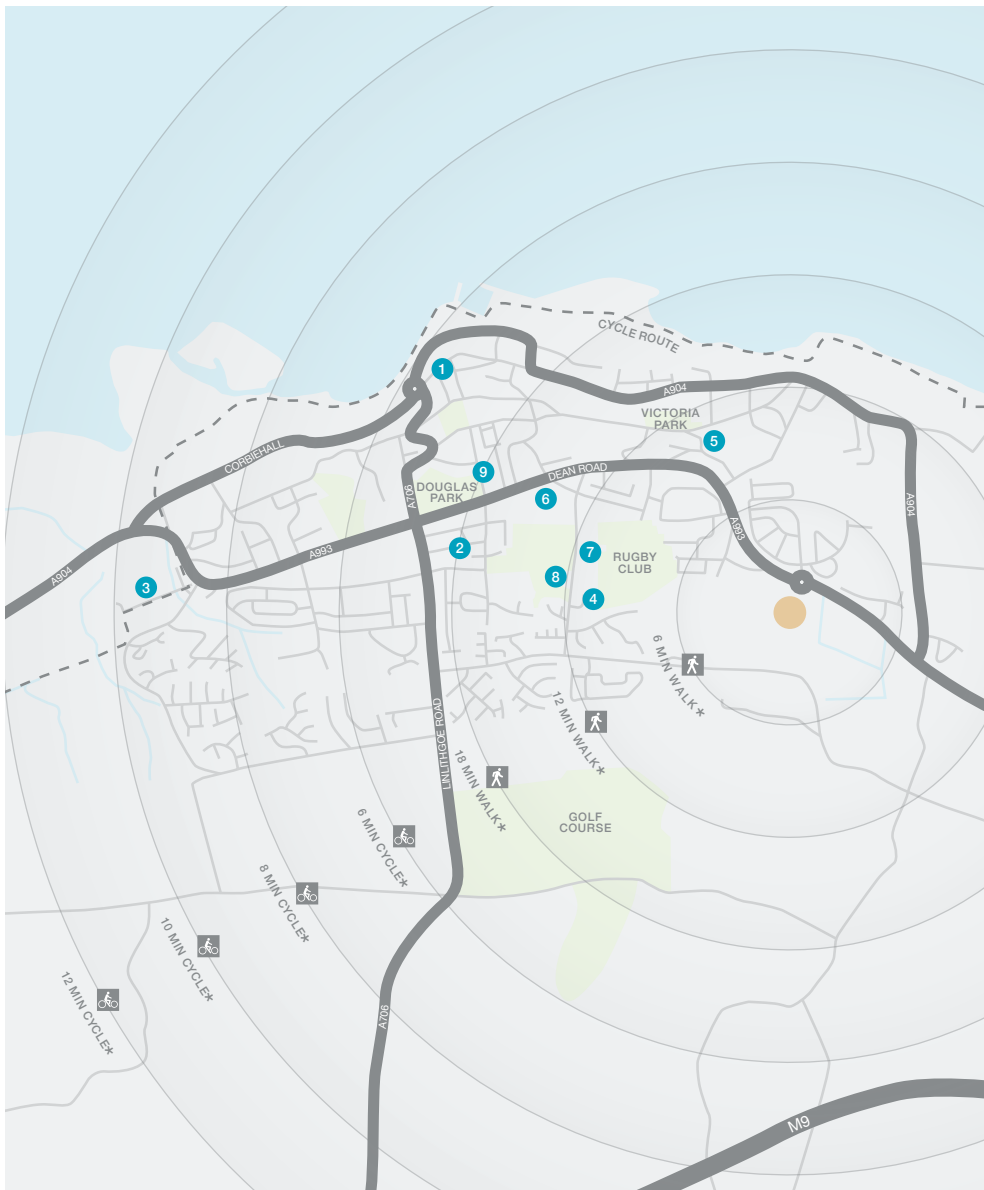 CYCLE ROUTE
1
A904
VICTORIA
PARK
5
CORBIEHALL
9
DEAN ROAD
DOUGLAS
PARK
A706
6
A904
A993
2
A993
7
RUGBY
CLUB
8
A904
3
4
6 MIN WALK*
12 MIN WALK*
LINLITHGOE ROAD
18 MIN WALK*
GOLF
COURSE
6 MIN CYCLE*
8 MIN CYCLE*
10 MIN CYCLE*
12 MIN CYCLE*
A706
M9